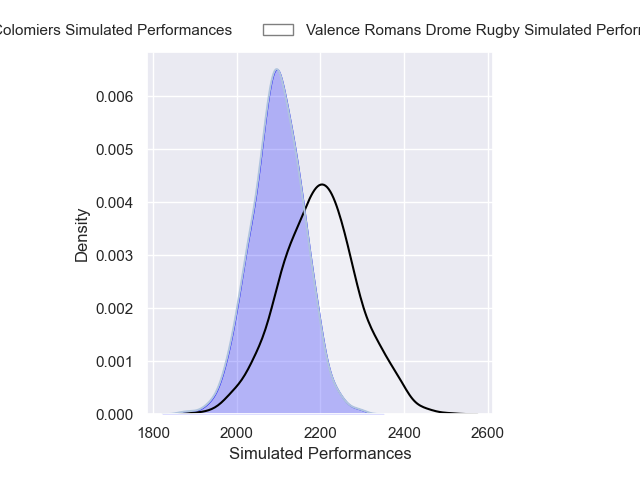 Colomiers Simulated Performances Valence Romans Drome Rugby Simulated
0.006
0.005
0.004
0.003
0.002
0.001
0.000
Density
1800 2000 2200 2400 2600
Simulated Performances